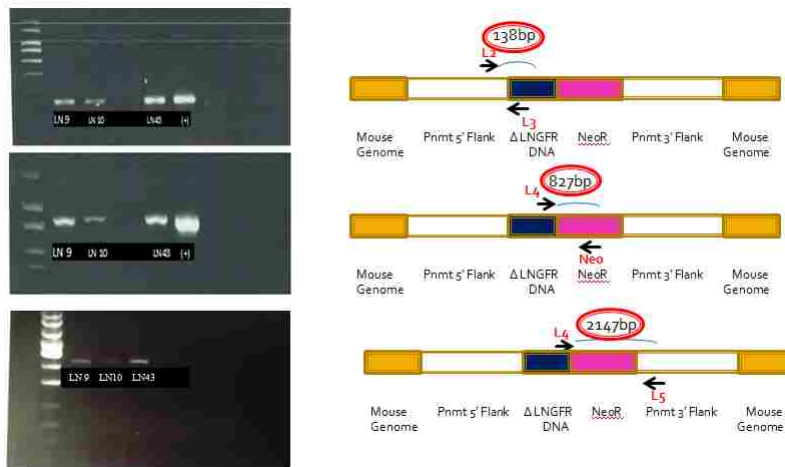 LN 9 LN 10 LN43 (+)
138bp
L2
L3
Mouse Genome Pnmt 5' Flank Δ LNGFR DNA NeoR Pnmt 3' Flank Mouse Genome
LN 9 LN 10 LN43 (+)
827bp
L4
Neo
Mouse Genome Pnmt 5' Flank Δ LNGFR DNA NeoR Pnmt 3' Flank Mouse Genome
LN 9 LN10 LN43
2147bp
L4
L5
Mouse Genome Pnmt 5' Flank Δ LNGFR DNA NeoR Pnmt 3' Flank Mouse Genome